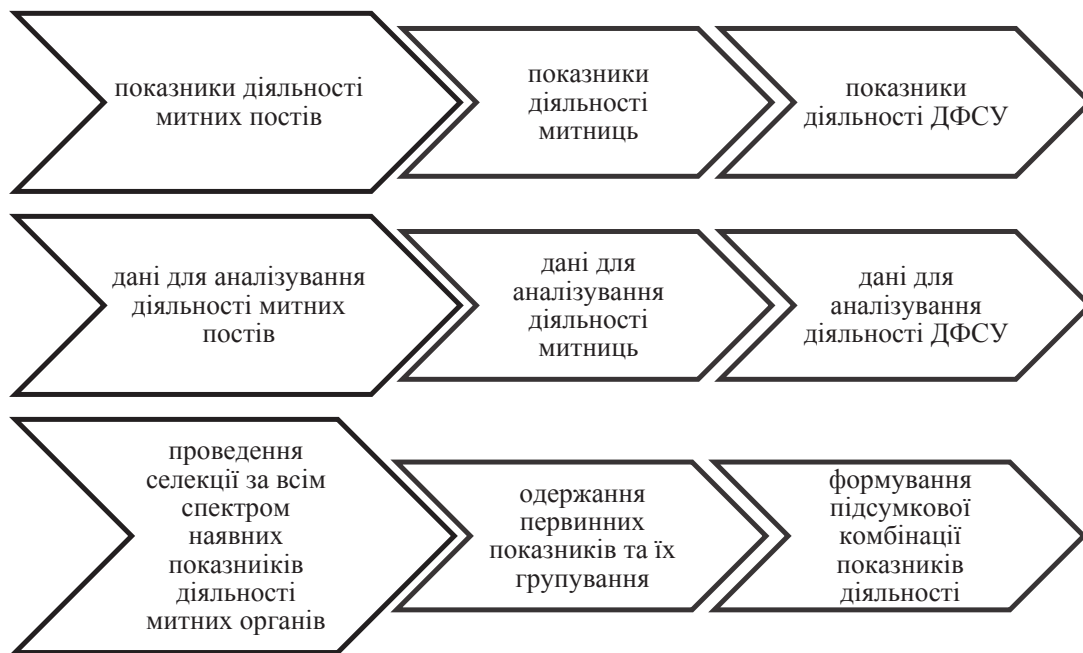 показники діяльності
митних постів
показники
діяльності
митниць
показники
діяльності ДФСУ
дані для аналізування
діяльності митних
постів
дані для
аналізування
діяльності
митниць
дані для
аналізування
діяльності ДФСУ
проведення
селекції за всім
спектром
наявних
показнииків
діяльності
митних органів
одержання
первинних
показників та їх
групування
формування
підсумкової
комбінації
показників
діяльності